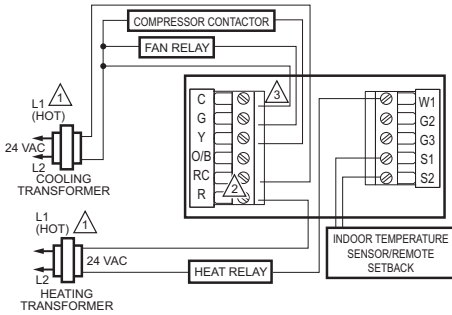 COMPRESSOR CONTACTOR
FAN RELAY
1
L1
(HOT)
24 VAC
L2
COOLING
TRANSFORMER
3
C
G
Y
O/B
RC
R
2
W1
G2
G3
S1
S2
1
L1
(HOT)
24 VAC
L2
HEATING
TRANSFORMER
HEAT RELAY
INDOOR TEMPERATURE
SENSOR/REMOTE
SETBACK